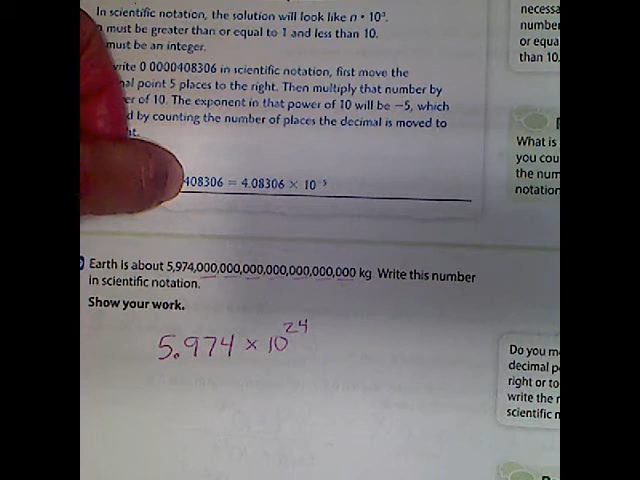 In scientific notation, the solution will look like n • 10
must be greater than or equal to 1 and less than 10.
must be an integer.
write 0.0000408306 in scientific notation, first move the
point 5 places to the right. Then multiply that number by
of 10. The exponent in that power of 10 will be −5, which
by counting the number of places the decimal is moved to
408306 = 4.08306 × 10⁻⁵
Earth is about 5,974,000,000,000,000,000,000,000 kg. Write this number
in scientific notation.
Show your work.
5.974 × 10²⁴
number
or equa
than 10.
What is
you cou
the num
notation
Do you m
decimal p
right or to
write the
scientific